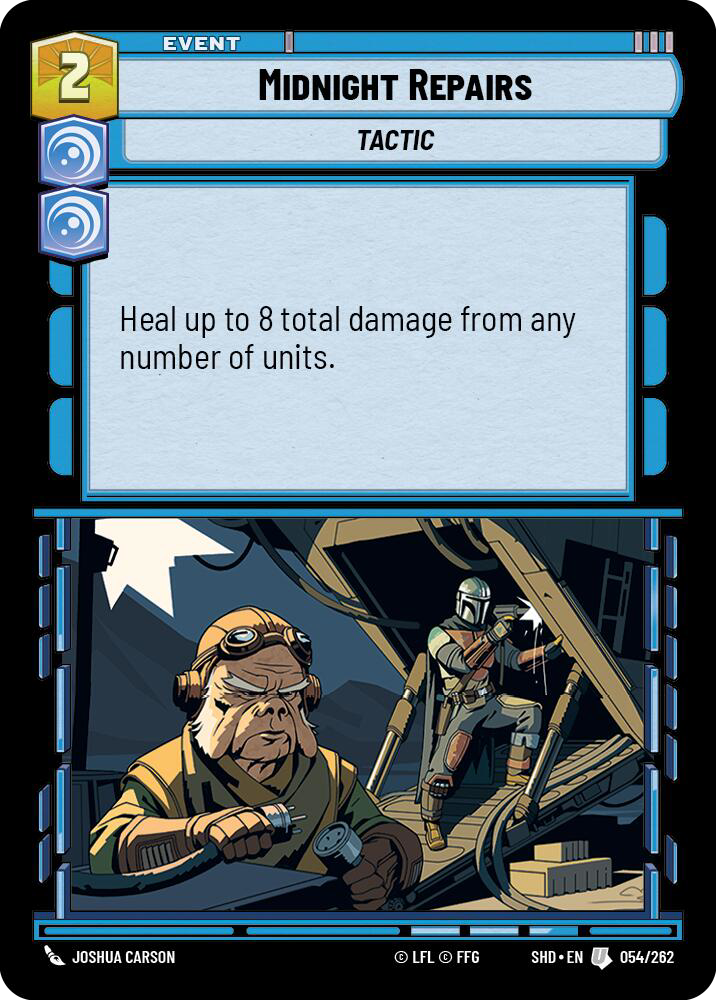 EVENT
2
MIDNIGHT REPAIRS
TACTIC
Heal up to 8 total damage from any
number of units.
JOSHUA CARSON
© LFL © FFG
SHD • EN
U
054/262